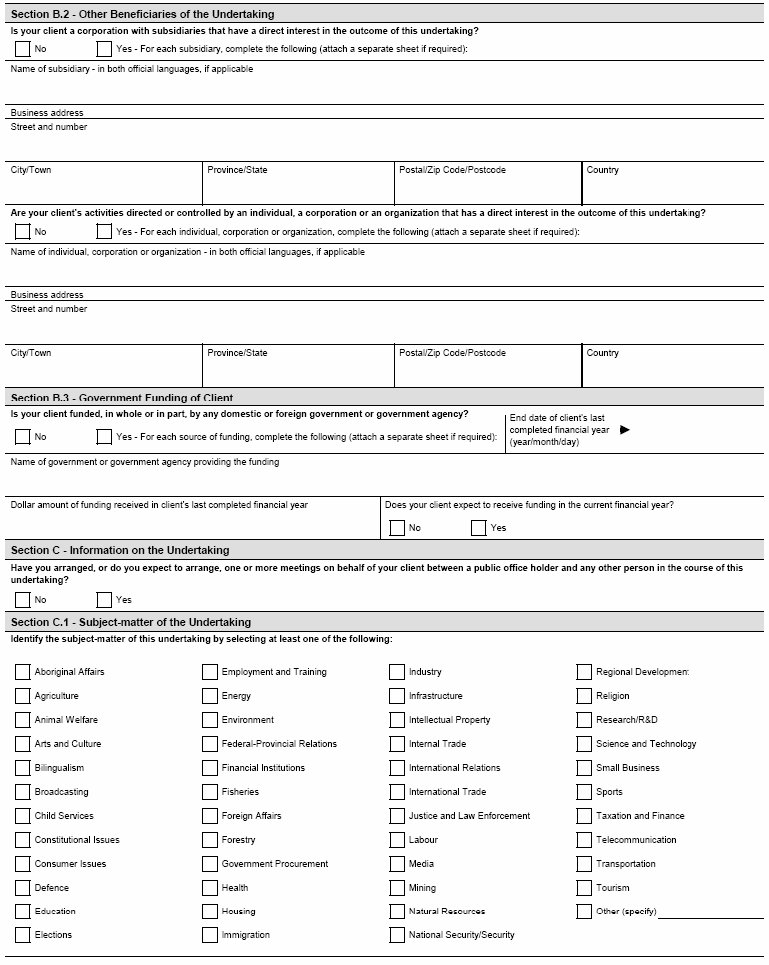 Section B.2 - Other Beneficiaries of the Undertaking
Is your client a corporation with subsidiaries that have a direct interest in the outcome of this undertaking?
No Yes - For each subsidiary, complete the following (attach a separate sheet if required):
Name of subsidiary - in both official languages, if applicable
Business address
Street and number
City/Town Province/State Postal/Zip Code/Postcode Country
Are your client's activities directed or controlled by an individual, a corporation or an organization that has a direct interest in the outcome of this undertaking?
No Yes - For each individual, corporation or organization, complete the following (attach a separate sheet if required):
Name of individual, corporation or organization - in both official languages, if applicable
Business address
Street and number
City/Town Province/State Postal/Zip Code/Postcode Country
Section B.3 - Government Funding of Client
Is your client funded, in whole or in part, by any domestic or foreign government or government agency?
No Yes - For each source of funding, complete the following (attach a separate sheet if required):
End date of client's last
completed financial year
(year/month/day)
Name of government or government agency providing the funding
Dollar amount of funding received in client's last completed financial year
Does your client expect to receive funding in the current financial year?
No Yes
Section C - Information on the Undertaking
Have you arranged, or do you expect to arrange, one or more meetings on behalf of your client between a public office holder and any other person in the course of this
undertaking?
No Yes
Section C.1 - Subject-matter of the Undertaking
Identify the subject-matter of this undertaking by selecting at least one of the following:
Aboriginal Affairs Employment and Training Industry Regional Development
Agriculture Energy Infrastructure Religion
Animal Welfare Environment Intellectual Property Research/R&D
Arts and Culture Federal-Provincial Relations Internal Trade Science and Technology
Bilingualism Financial Institutions International Relations Small Business
Broadcasting Fisheries International Trade Sports
Child Services Foreign Affairs Justice and Law Enforcement Taxation and Finance
Constitutional Issues Forestry Labour Telecommunication
Consumer Issues Government Procurement Media Transportation
Defence Health Mining Tourism
Education Housing Natural Resources Other (specify)
Elections Immigration National Security/Security